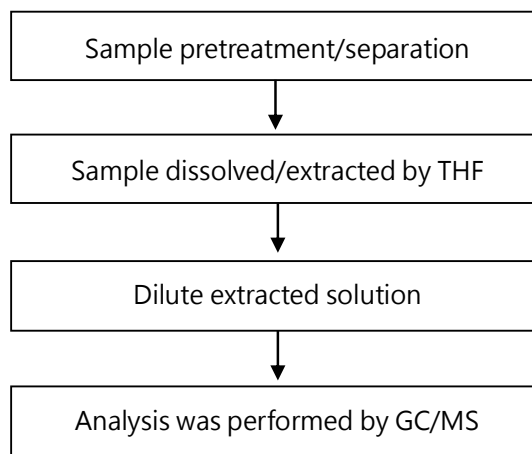 Sample pretreatment/separation
Sample dissolved/extracted by THF
Dilute extracted solution
Analysis was performed by GC/MS